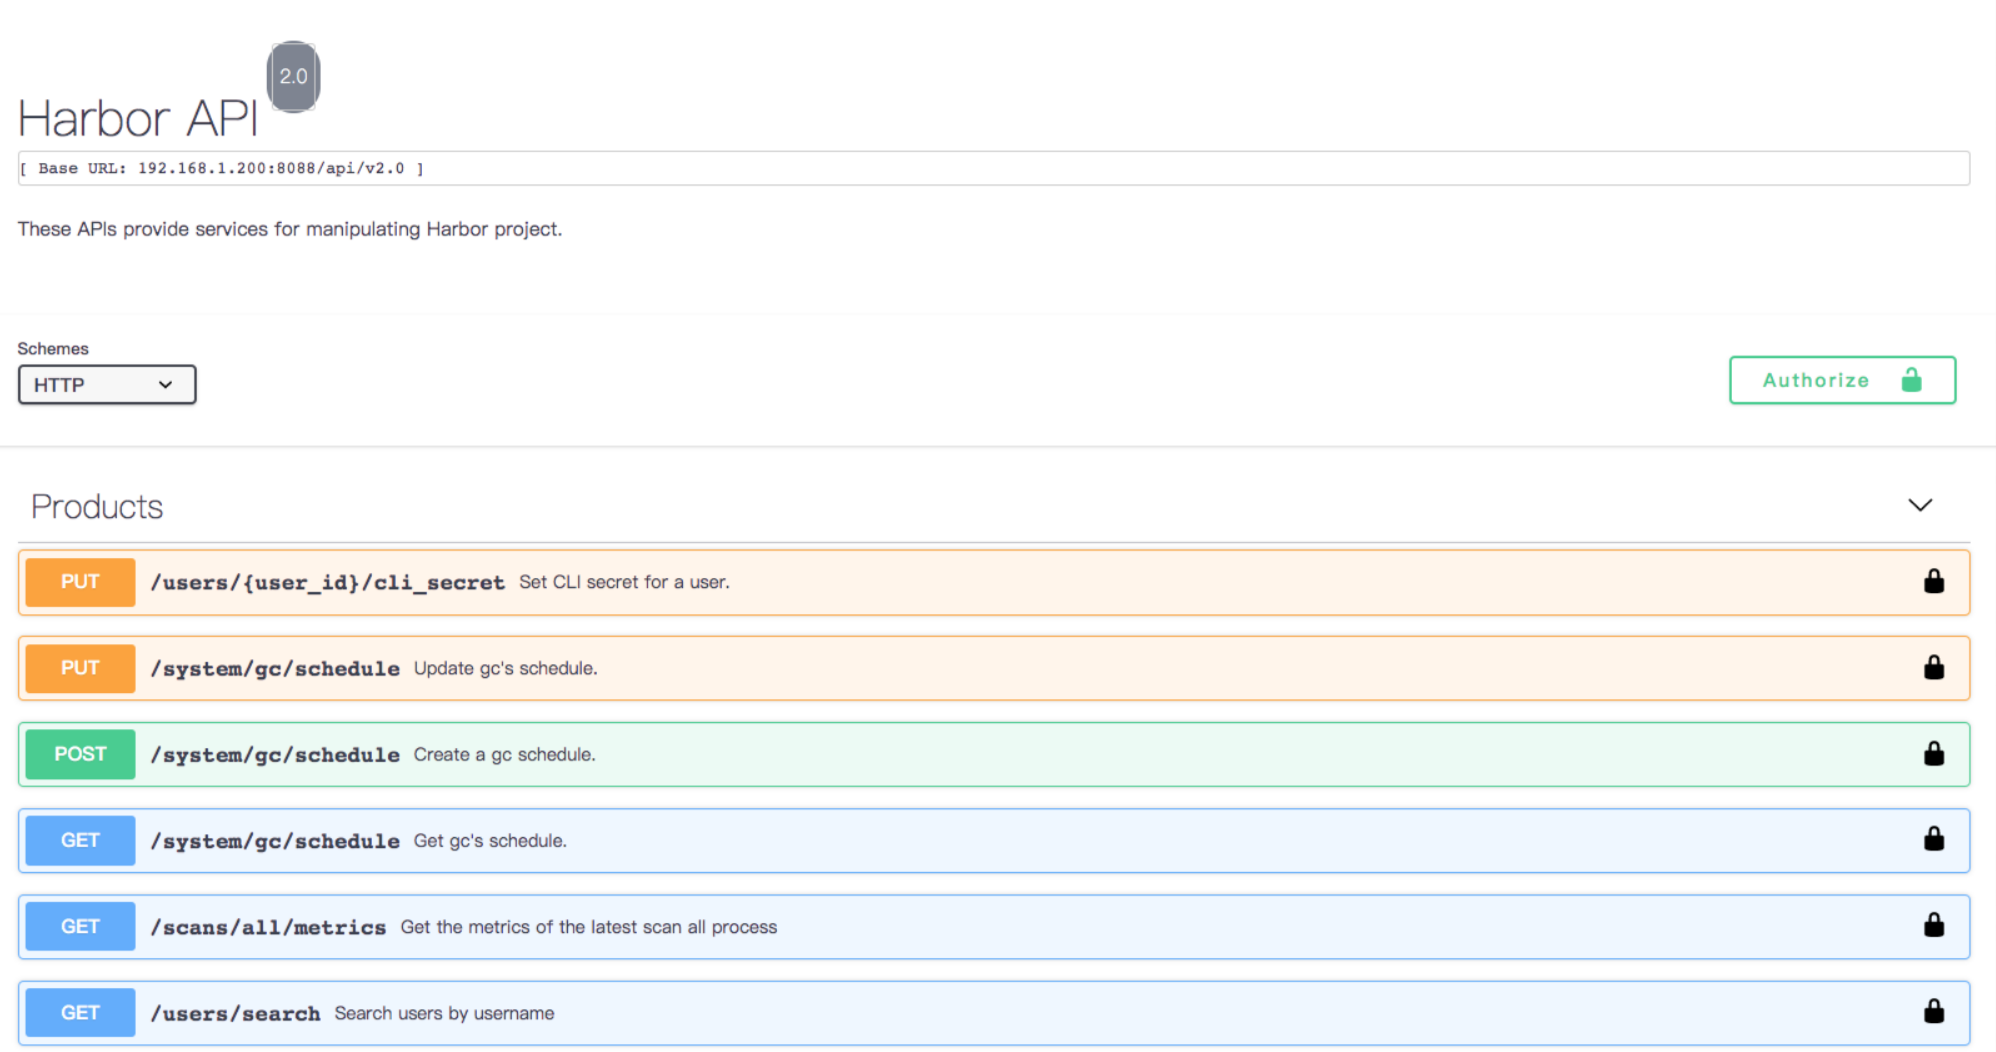 2.0
Harbor API
[ Base URL: 192.168.1.200:8088/api/v2.0 ]
These APIs provide services for manipulating Harbor project.
Schemes
HTTP
Authorize
Products
PUT /users/{user_id}/cli_secret Set CLI secret for a user.
PUT /system/gc/schedule Update gc's schedule.
POST /system/gc/schedule Create a gc schedule.
GET /system/gc/schedule Get gc's schedule.
GET /scans/all/metrics Get the metrics of the latest scan all process
GET /users/search Search users by username